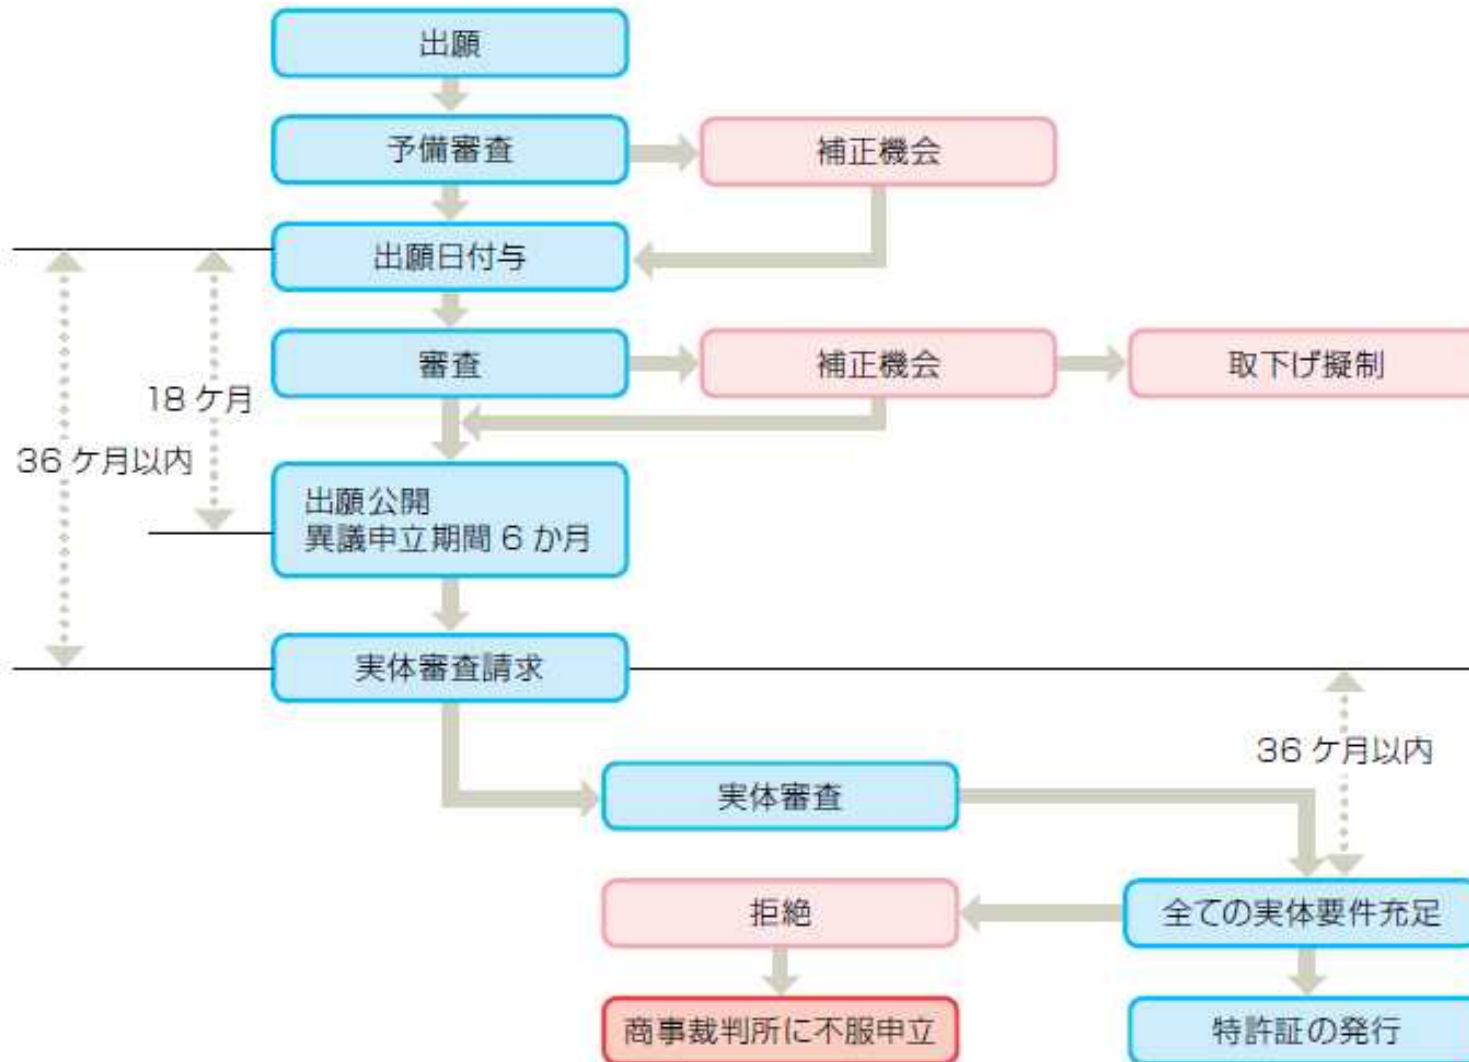 出願
予備審査
補正機会
出願日付与
審査
補正機会
取下げ擬制
18 ケ月
36 ケ月以内
出願公開
異議申立期間 6 か月
実体審査請求
36 ケ月以内
実体審査
拒絶
全ての実体要件充足
商事裁判所に不服申立
特許証の発行